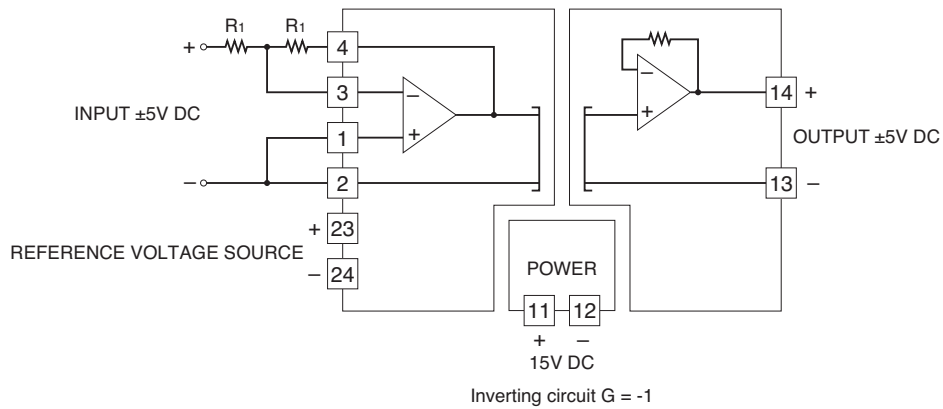 R1 R1
+ 4
3 –
INPUT ±5V DC
1 +
– 2
+ 23
REFERENCE VOLTAGE SOURCE
– 24
–
+
14 +
OUTPUT ±5V DC
13 –
POWER
11 12
+ –
15V DC
Inverting circuit G = -1